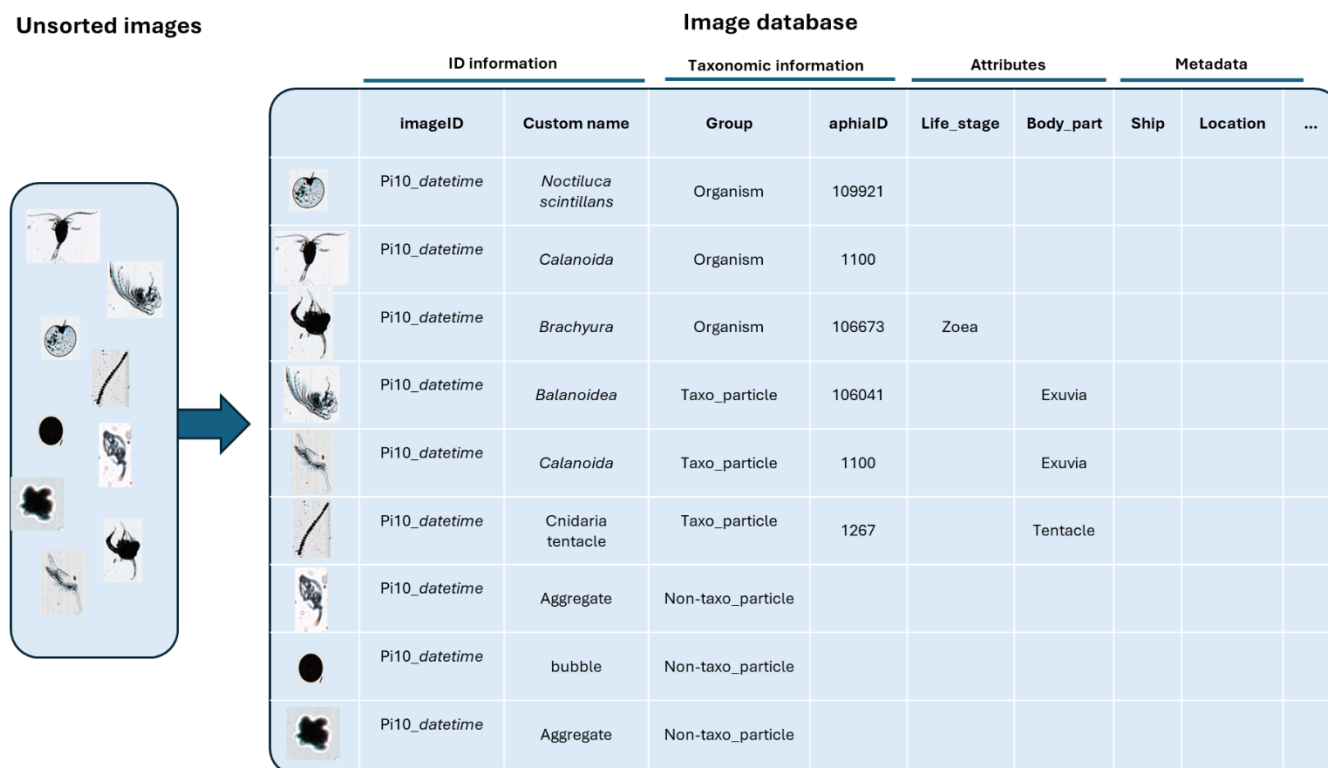 Unsorted images
Image database
ID information
Taxonomic information
Attributes
Metadata
imageID
Custom name
Group
aphiaID
Life_stage
Body_part
Ship
Location
...
Pi10_datetime
Noctiluca
scintillans
Organism
109921
Pi10_datetime
Calanoida
Organism
1100
Pi10_datetime
Brachyura
Organism
106673
Zoea
Pi10_datetime
Balanoidea
Taxo_particle
106041
Exuvia
Pi10_datetime
Calanoida
Taxo_particle
1100
Exuvia
Pi10_datetime
Cnidaria
tentacle
Taxo_particle
1267
Tentacle
Pi10_datetime
Aggregate
Non-taxo_particle
Pi10_datetime
bubble
Non-taxo_particle
Pi10_datetime
Aggregate
Non-taxo_particle